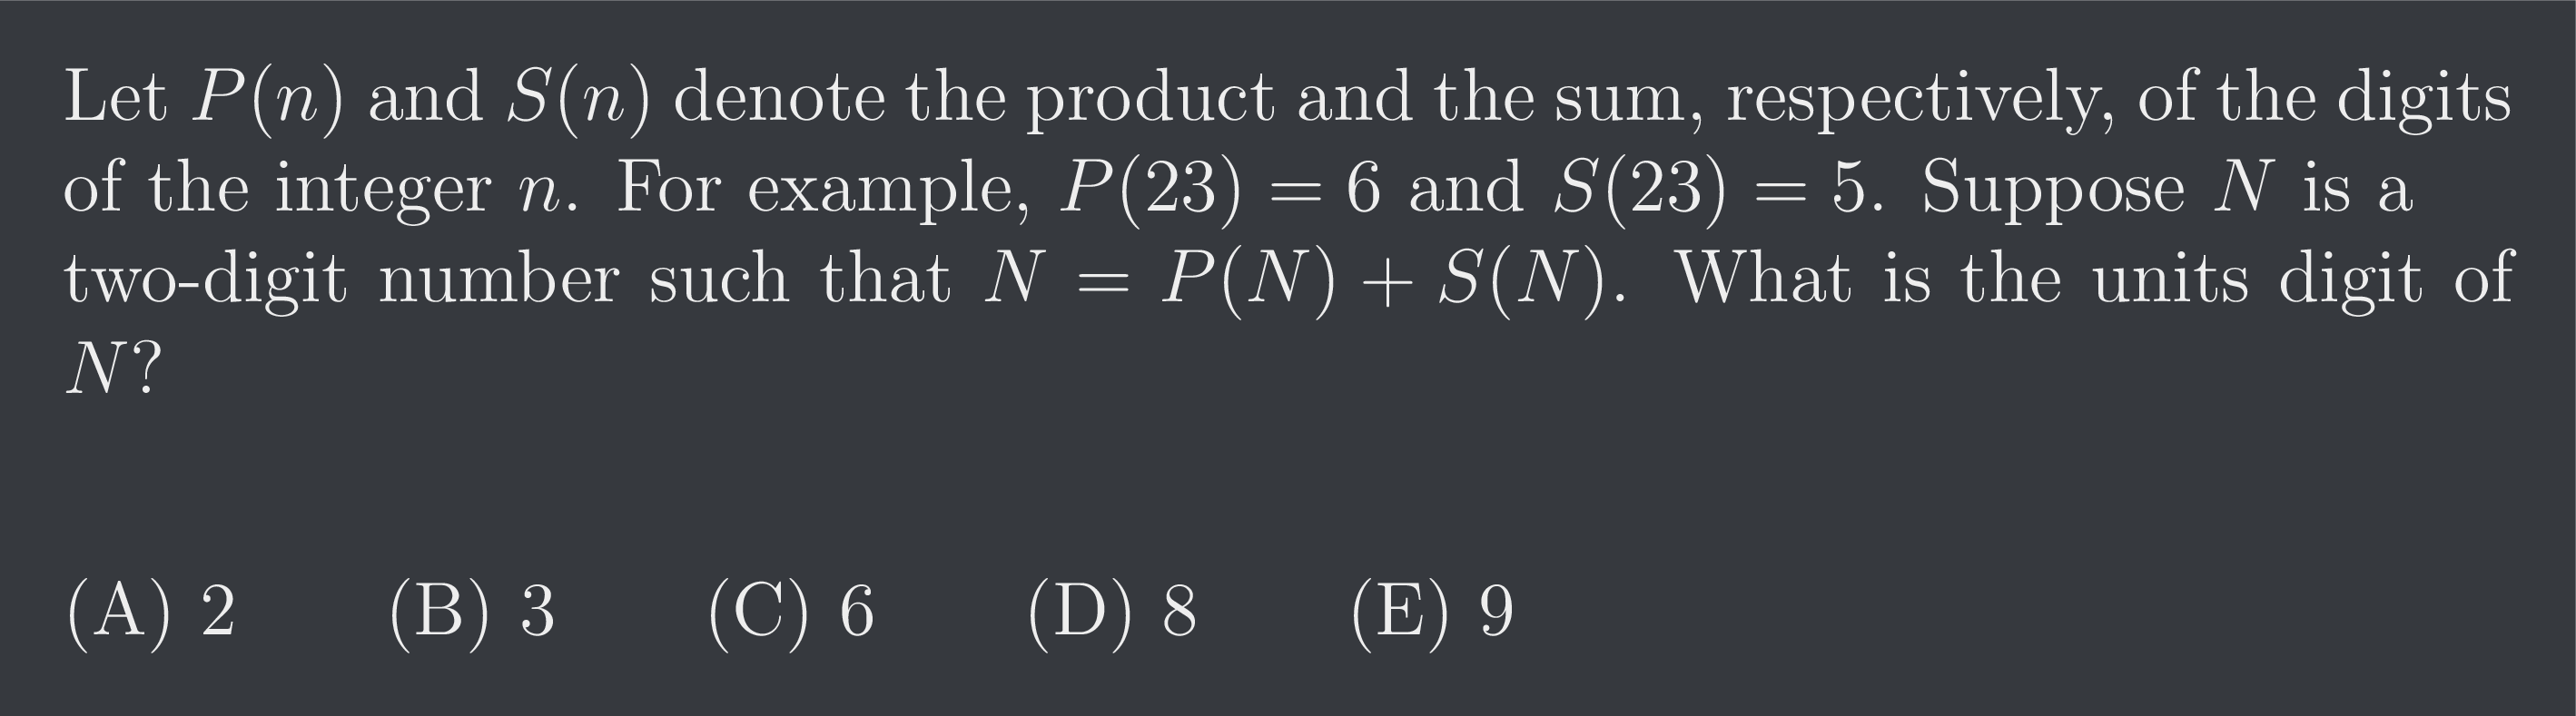 Let P(n) and S(n) denote the product and the sum, respectively, of the digits
of the integer n. For example, P(23) = 6 and S(23) = 5. Suppose N is a
two-digit number such that N = P(N) + S(N). What is the units digit of
N?
(A) 2 (B) 3 (C) 6 (D) 8 (E) 9